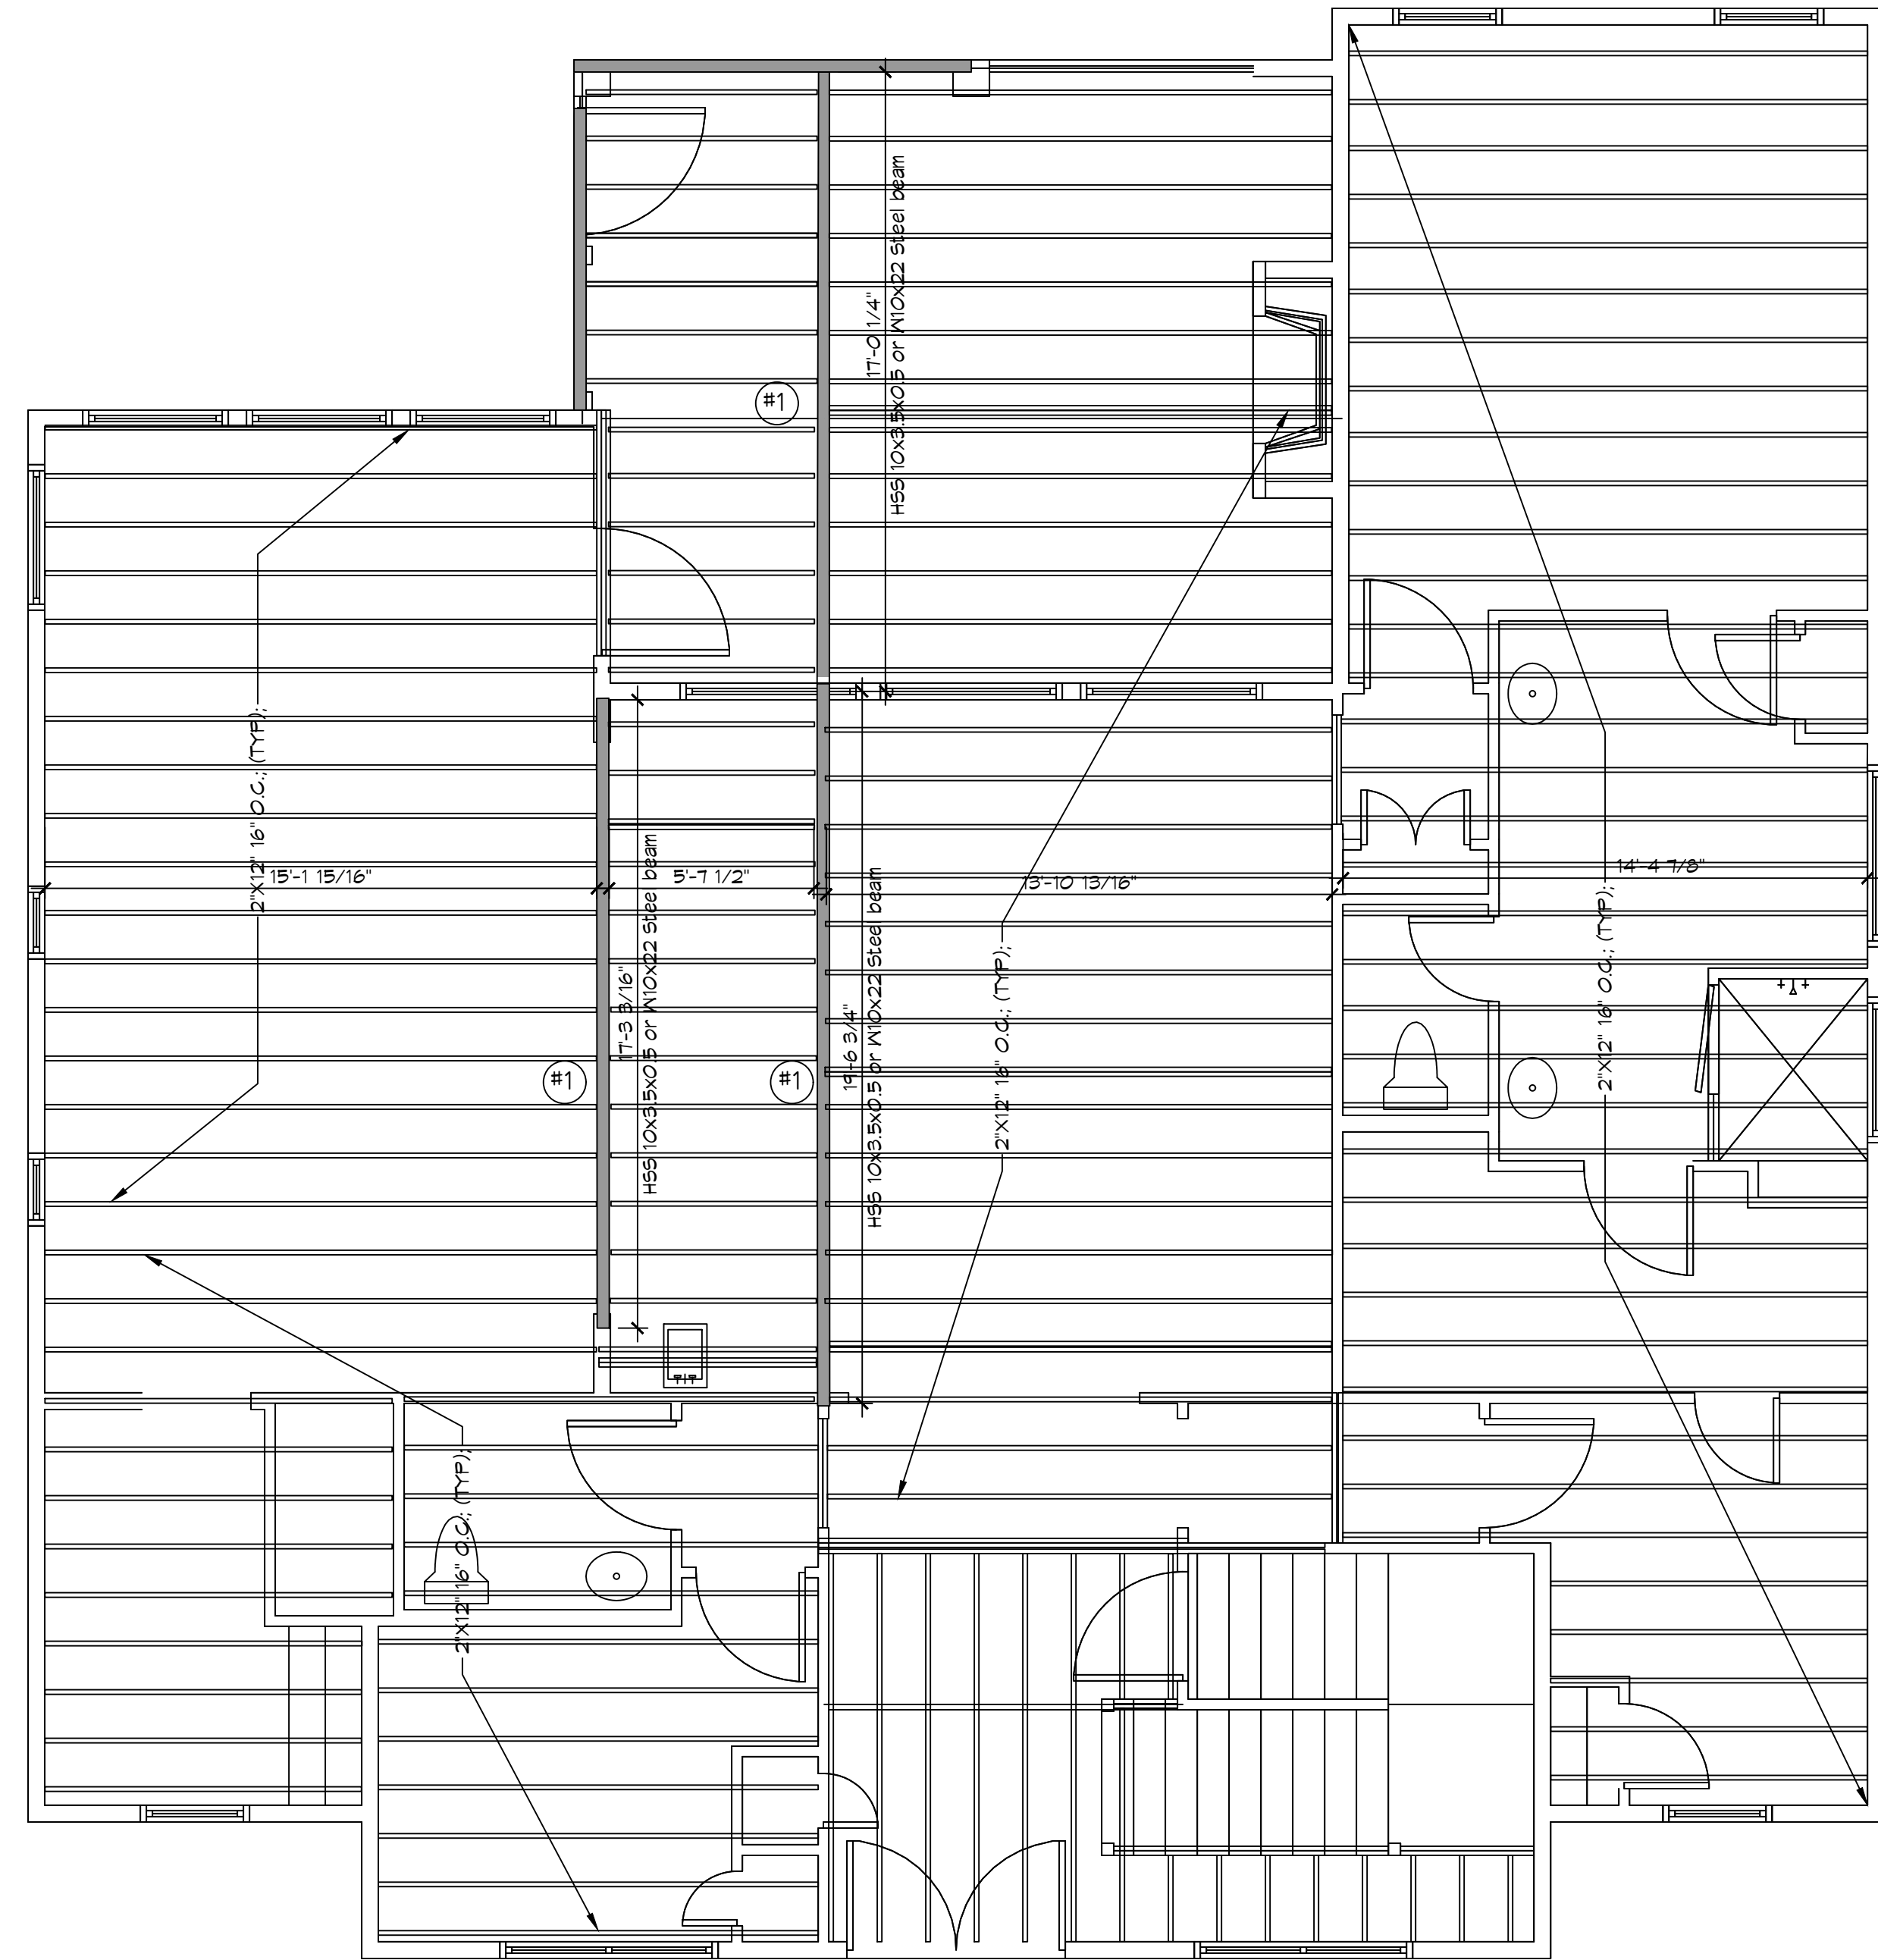 HSS 10x3.5x0.5 or W10x22 Steel beam
17'-0 1/4"
#1
2"X12" 16" O.C.; (TYP);
15'-1 15/16"
5'-7 1/2"
13'-10 13/16"
14'-4 7/8"
17'-3 3/16"
HSS 10x3.5x0.5 or W10x22 Stee beam
19'-6 3/4"
HSS 10x3.5x0.5 or W10x22 Steel beam
2"X12" 16" O.C.; (TYP);
2"X12" 16" O.C.; (TYP);
#1
#1
2"X12" 16" O.C.; (TYP);